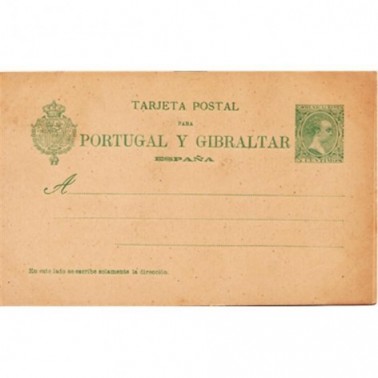 TARJETA POSTAL
PARA
PORTUGAL Y GIBRALTAR
ESPAÑA
A
En este lado se escribe solamente la dirección.